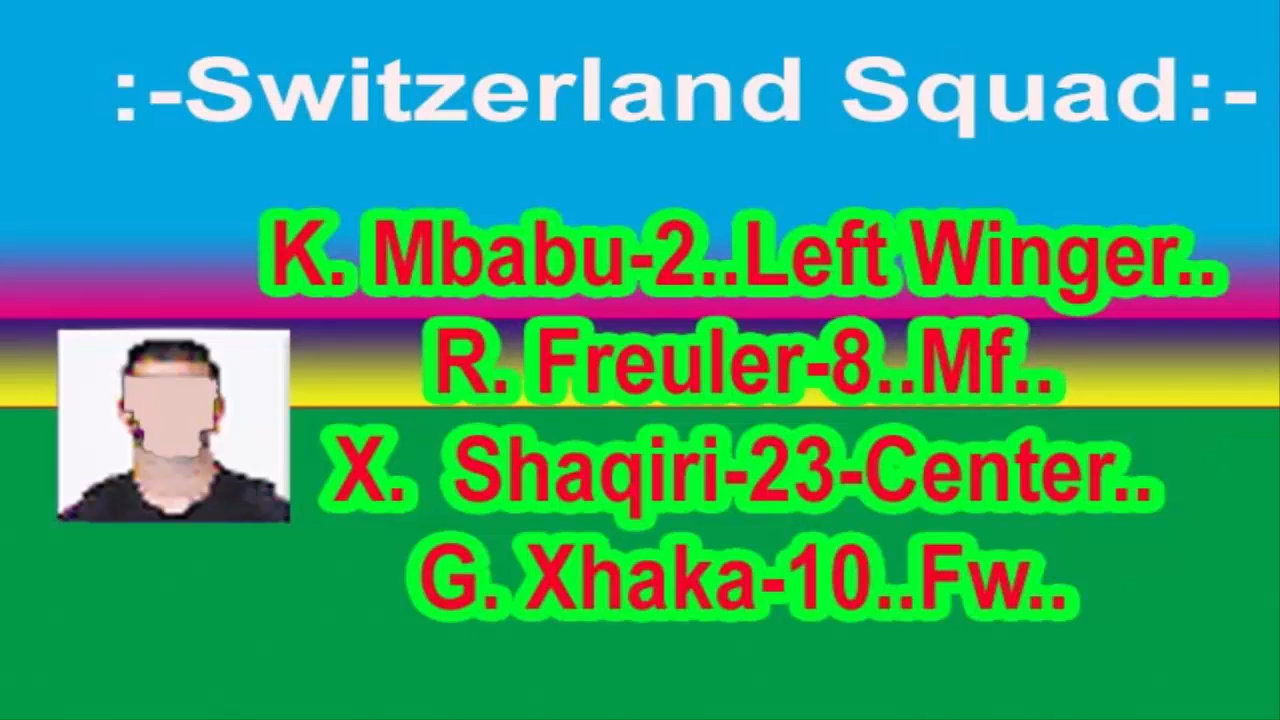 :-Switzerland Squad:-
K. Mbabu-2..Left Winger..
R. Freuler-8..Mf..
X. Shaqiri-23-Center..
G. Xhaka-10..Fw..